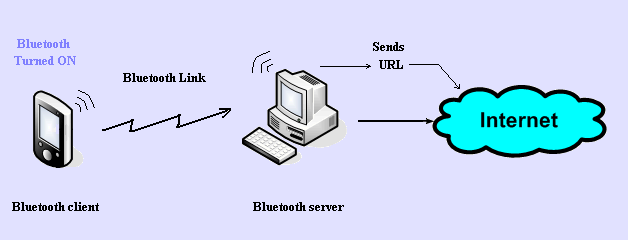 Bluetooth
Turned ON
Bluetooth Link
Sends
URL
Internet
Bluetooth client
Bluetooth server